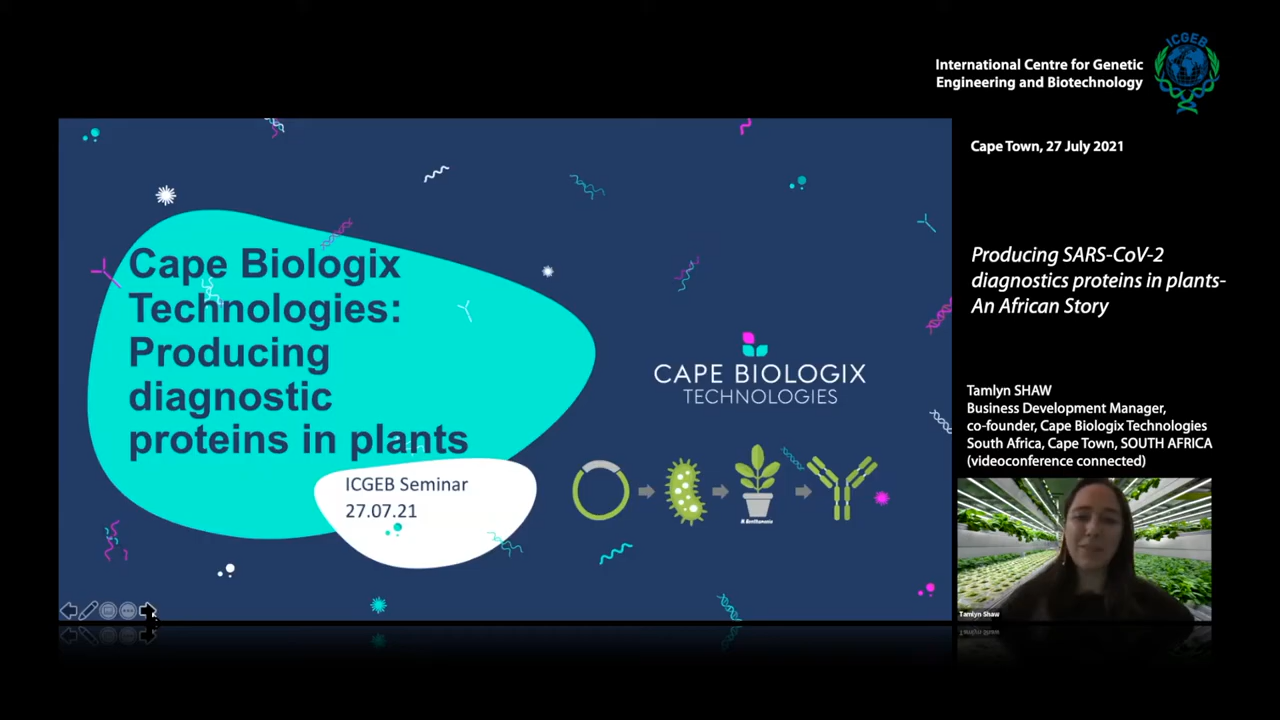 ICGEB
International Centre for Genetic
Engineering and Biotechnology
Cape Town, 27 July 2021
Producing SARS-CoV-2
diagnostics proteins in plants-
An African Story
Tamlyn SHAW
Business Development Manager,
co-founder, Cape Biologix Technologies
South Africa, Cape Town, SOUTH AFRICA
(videoconference connected)
Tamlyn Shaw
Cape Biologix
Technologies:
Producing
diagnostic
proteins in plants
ICGEB Seminar
27.07.21
CAPE BIOLOGIX
TECHNOLOGIES
N.Benthamania